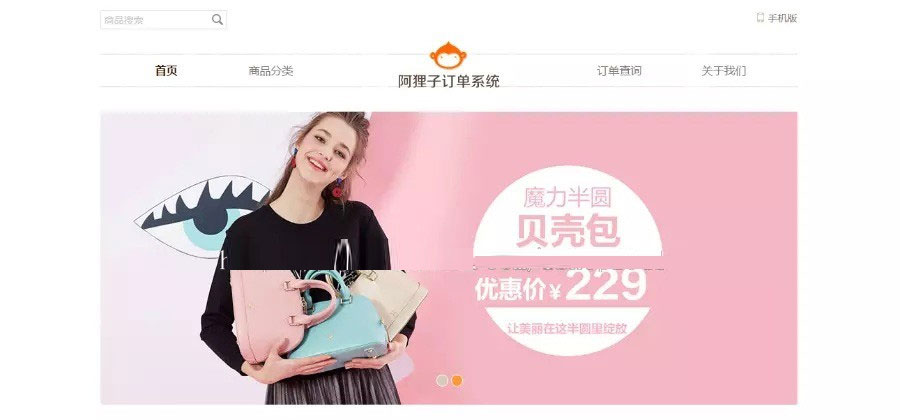 商品搜索
手机版
首页
商品分类
阿狸子订单系统
订单查询
关于我们
魔力半圆
贝壳包
优惠价¥229
让美丽在这半圆里绽放